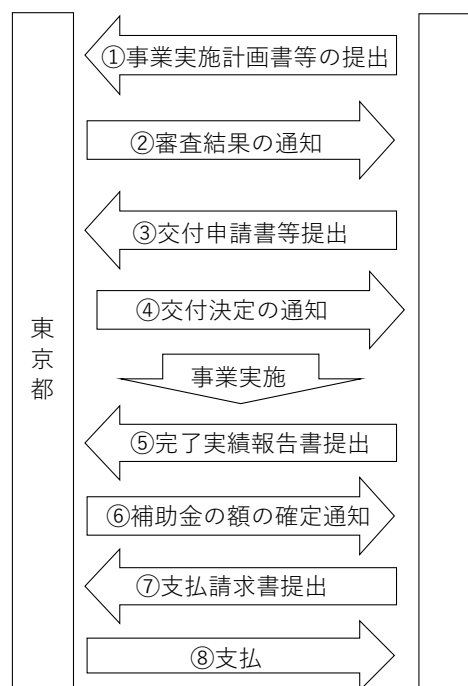 ①事業実施計画書等の提出
②審査結果の通知
③交付申請書等提出
④交付決定の通知
東京都
事業実施
⑤完了実績報告書提出
⑥補助金の額の確定通知
⑦支払請求書提出
⑧支払